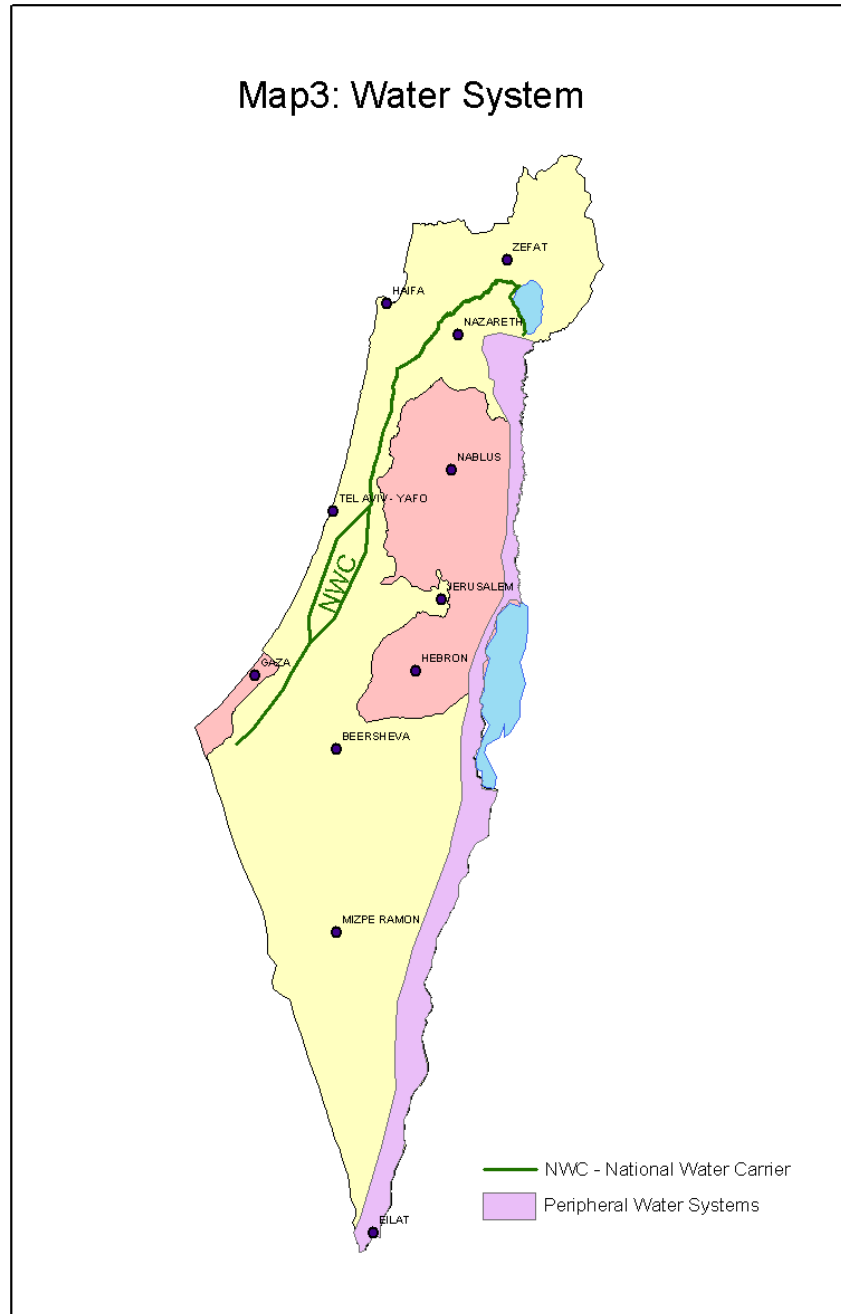 Map3: Water System
ZEFAT
HAIFA
NAZARETH
NABLUS
TEL AVIV - YAFO
NWC
JERUSALEM
GAZA
HEBRON
BEERSHEVA
MIZPE RAMON
NWC - National Water Carrier
Peripheral Water Systems
EILAT